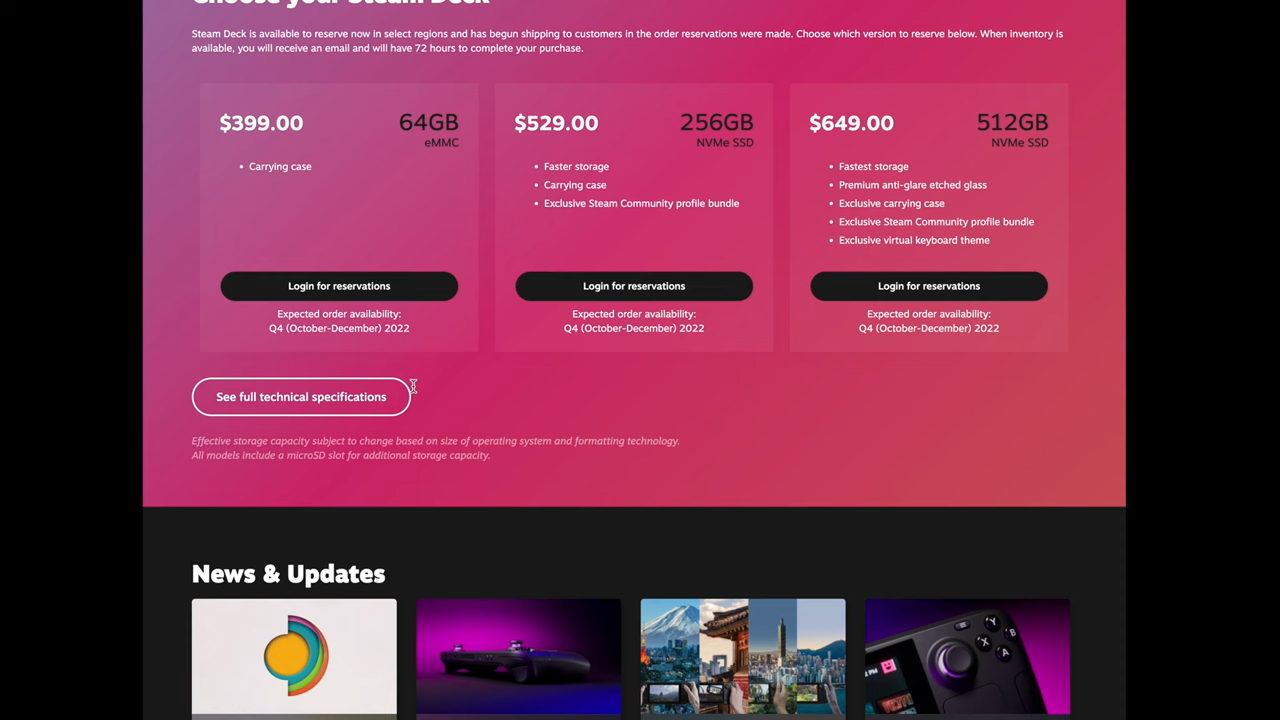 Choose your Steam Deck
Steam Deck is available to reserve now in select regions and has begun shipping to customers in the order reservations were made. Choose which version to reserve below. When inventory is
available, you will receive an email and will have 72 hours to complete your purchase.
$399.00
64GB
eMMC
• Carrying case
Login for reservations
Expected order availability:
Q4 (October-December) 2022
$529.00
256GB
NVMe SSD
• Faster storage
• Carrying case
• Exclusive Steam Community profile bundle
Login for reservations
Expected order availability:
Q4 (October-December) 2022
$649.00
512GB
NVMe SSD
• Fastest storage
• Premium anti-glare etched glass
• Exclusive carrying case
• Exclusive Steam Community profile bundle
• Exclusive virtual keyboard theme
Login for reservations
Expected order availability:
Q4 (October-December) 2022
See full technical specifications
Effective storage capacity subject to change based on size of operating system and formatting technology.
All models include a microSD slot for additional storage capacity.
News & Updates
Y
X
B
A